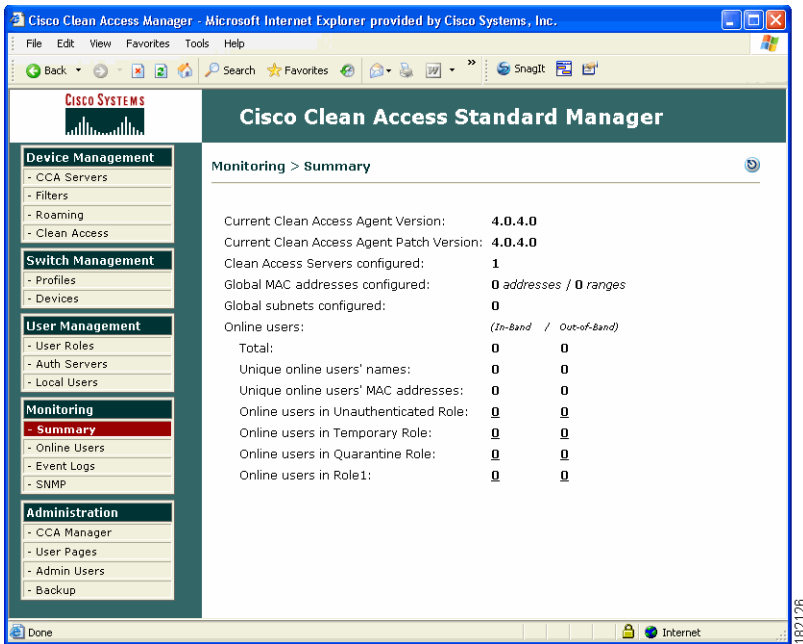 Cisco Clean Access Manager - Microsoft Internet Explorer provided by Cisco Systems, Inc.
File Edit View Favorites Tools Help
Back Search Favorites W » SnagIt
CISCO SYSTEMS
Cisco Clean Access Standard Manager
Device Management
- CCA Servers
- Filters
- Roaming
- Clean Access
Switch Management
- Profiles
- Devices
User Management
- User Roles
- Auth Servers
- Local Users
Monitoring
- Summary
- Online Users
- Event Logs
- SNMP
Administration
- CCA Manager
- User Pages
- Admin Users
- Backup
Monitoring > Summary
Current Clean Access Agent Version: 4.0.4.0
Current Clean Access Agent Patch Version: 4.0.4.0
Clean Access Servers configured: 1
Global MAC addresses configured: 0 addresses / 0 ranges
Global subnets configured: 0
Online users: (In-Band / Out-of-Band)
Total: 0 0
Unique online users' names: 0 0
Unique online users' MAC addresses: 0 0
Online users in Unauthenticated Role: 0 0
Online users in Temporary Role: 0 0
Online users in Quarantine Role: 0 0
Online users in Role1: 0 0
Done Internet
182126